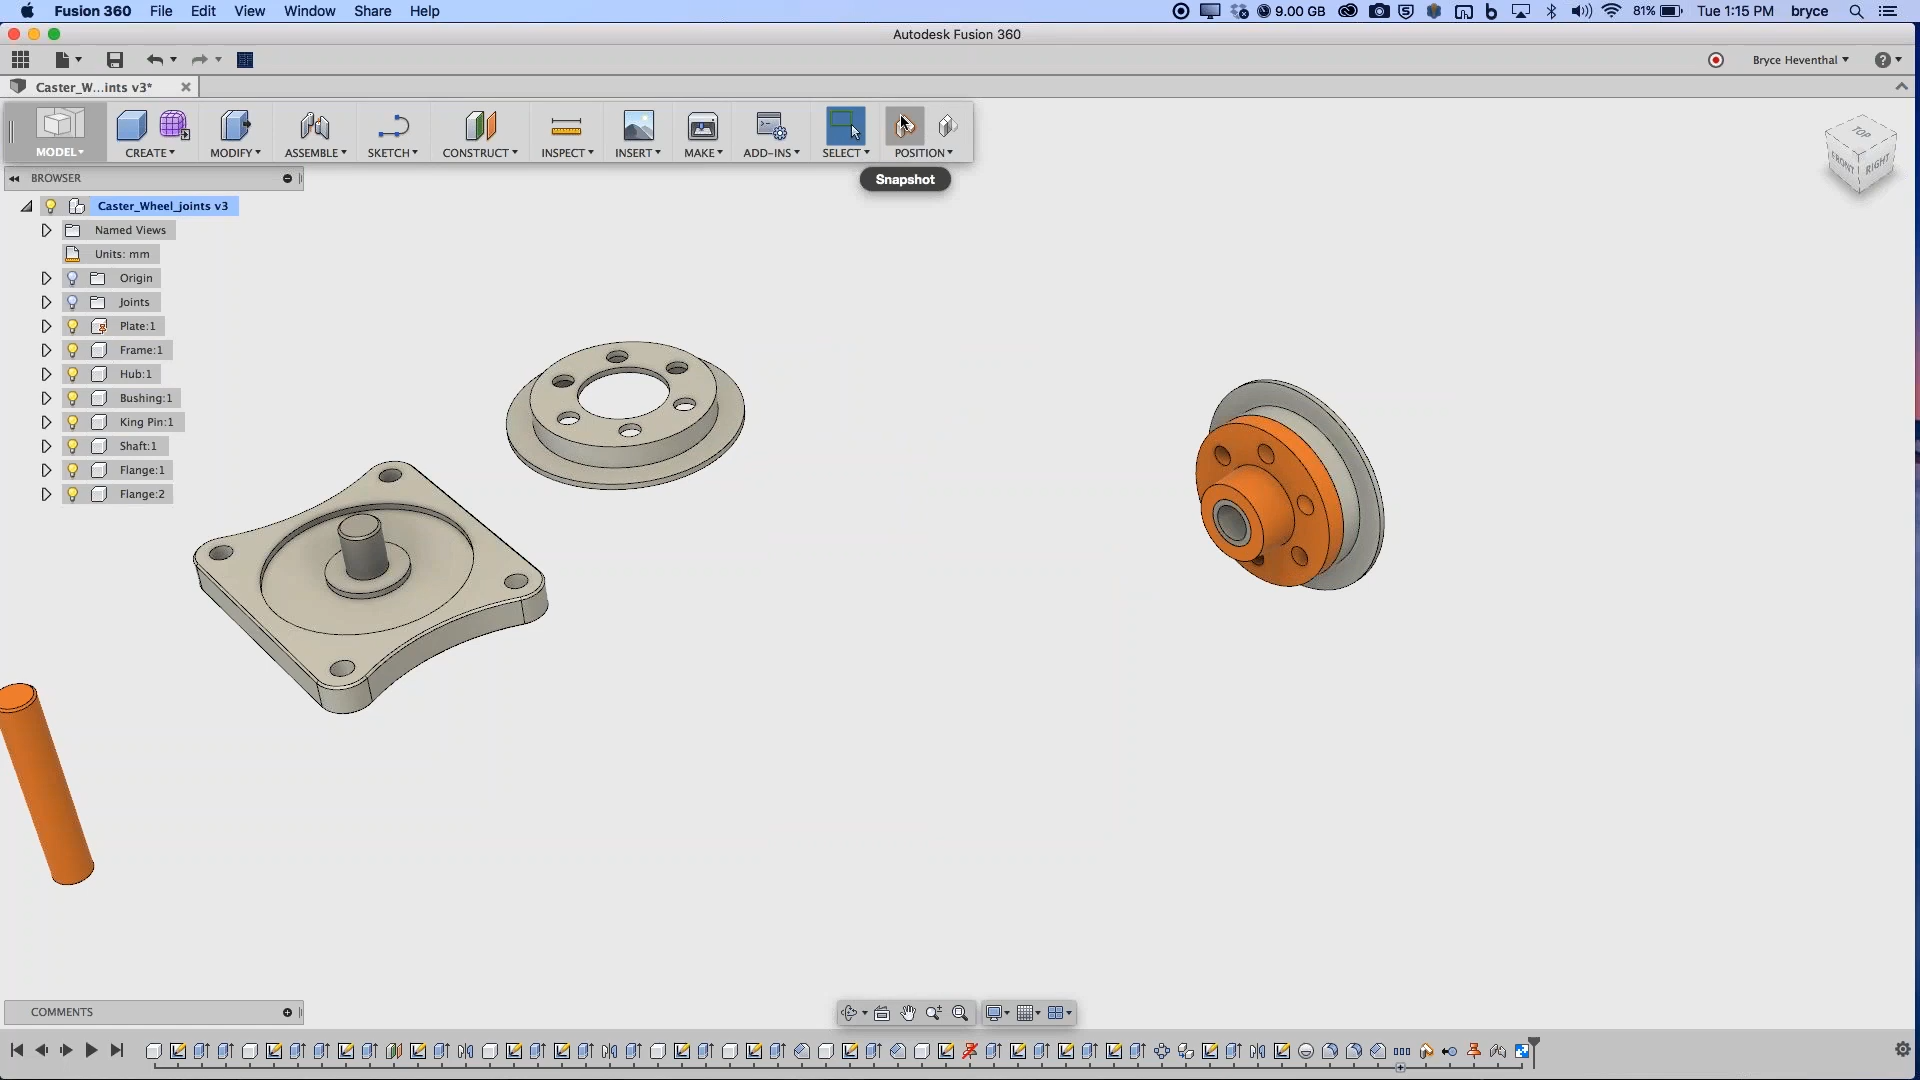 Fusion 360 File Edit View Window Share Help 9.00 GB 81% Tue 1:15 PM bryce
Autodesk Fusion 360
Bryce Heventhal
Caster_W...ints v3*
MODEL CREATE MODIFY ASSEMBLE SKETCH CONSTRUCT INSPECT INSERT MAKE ADD-INS SELECT POSITION
Snapshot
TOP
FRONT RIGHT
BROWSER
Caster_Wheel_joints v3
Named Views
Units: mm
Origin
Joints
Plate:1
Frame:1
Hub:1
Bushing:1
King Pin:1
Shaft:1
Flange:1
Flange:2
COMMENTS